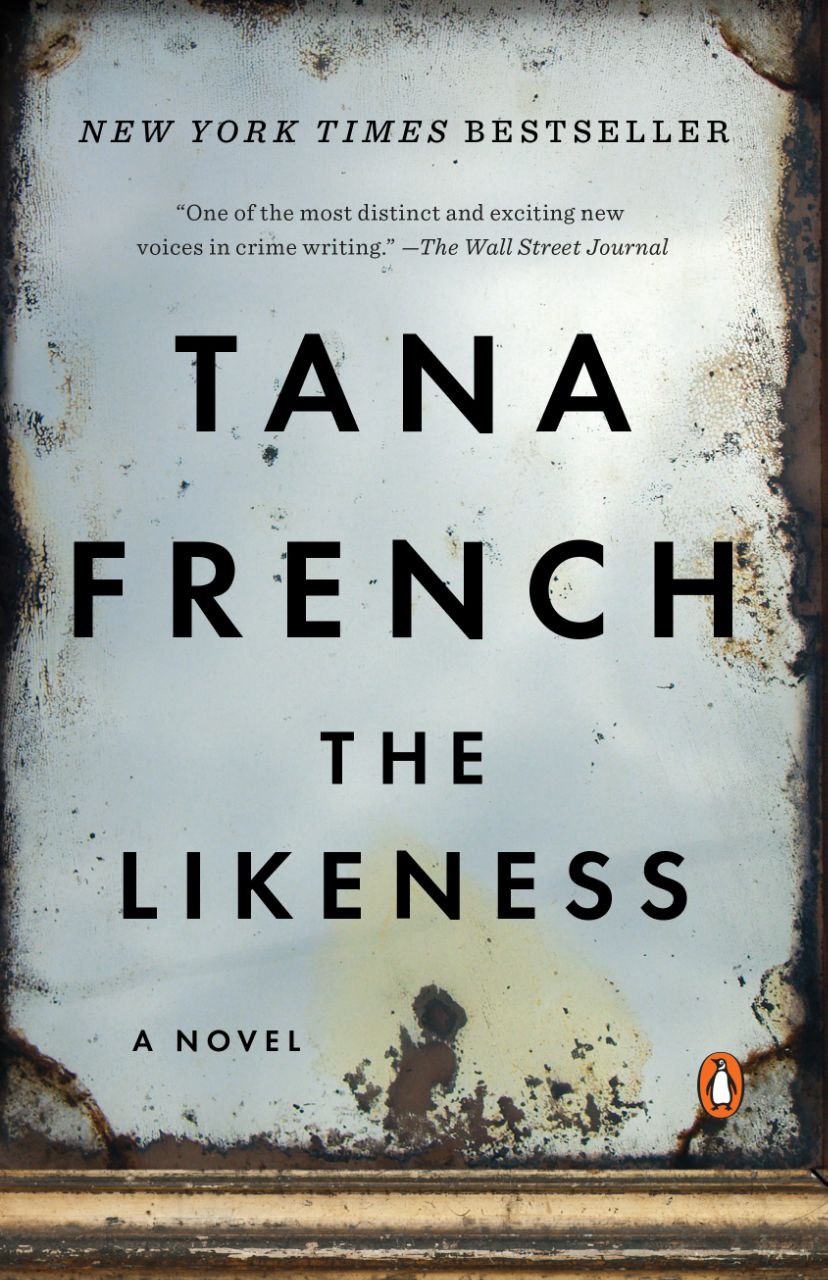 NEW YORK TIMES BESTSELLER
“One of the most distinct and exciting new
voices in crime writing.” —The Wall Street Journal
TANA
FRENCH
THE
LIKENESS
A NOVEL